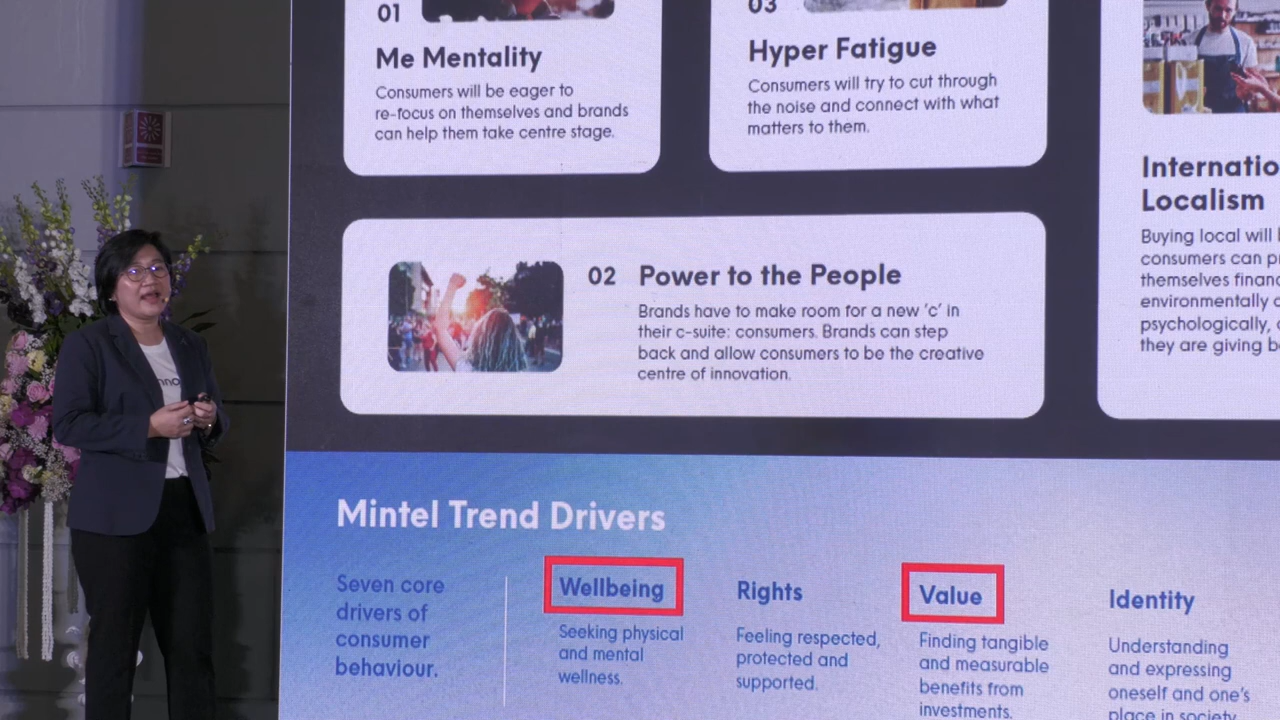 01
Me Mentality
Consumers will be eager to
re-focus on themselves and brands
can help them take centre stage.
03
Hyper Fatigue
Consumers will try to cut through
the noise and connect with what
matters to them.
02 Power to the People
Brands have to make room for a new 'c' in
their c-suite: consumers. Brands can step
back and allow consumers to be the creative
centre of innovation.
Localism
Buying local will
consumers can
themselves
environmentally
psychologically,
they are giving
Mintel Trend Drivers
Seven core
drivers of
consumer
behaviour.
Wellbeing
Seeking physical
and mental
wellness.
Rights
Feeling respected,
protected and
supported.
Value
Finding tangible
and measurable
benefits from
investments.
Identity
Understanding
and expressing
oneself and one's
place in society